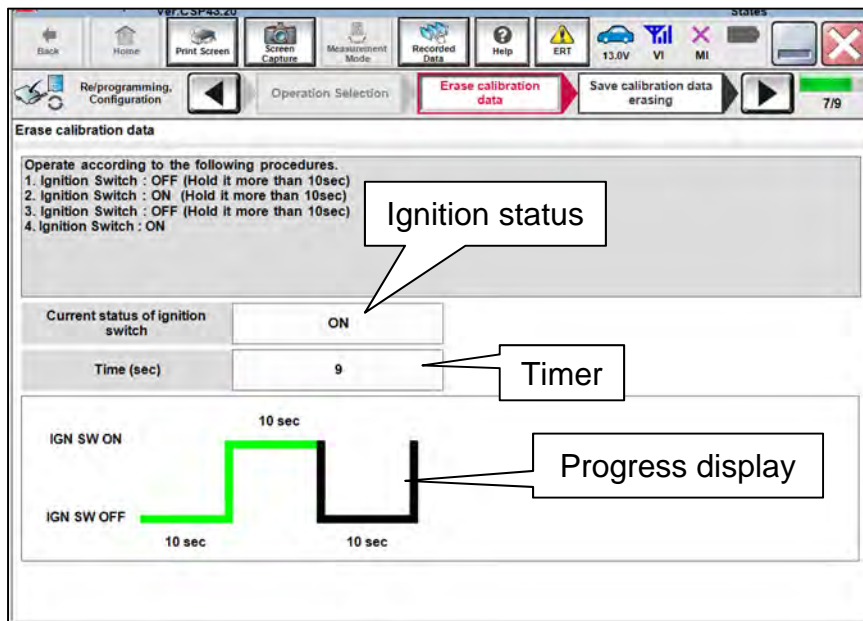 Ver.CSP43.20
States
Back
Home
Print Screen
Screen
Capture
Measurement
Mode
Recorded
Data
Help
ERT
13.0V
VI
MI
Re/programming,
Configuration
Operation Selection
Erase calibration
data
Save calibration data
erasing
7/9
Erase calibration data
Operate according to the following procedures.
1. Ignition Switch : OFF (Hold it more than 10sec)
2. Ignition Switch : ON (Hold it more than 10sec)
3. Ignition Switch : OFF (Hold it more than 10sec)
4. Ignition Switch : ON
Ignition status
Current status of ignition
switch
ON
Time (sec)
9
Timer
10 sec
IGN SW ON
Progress display
IGN SW OFF
10 sec
10 sec